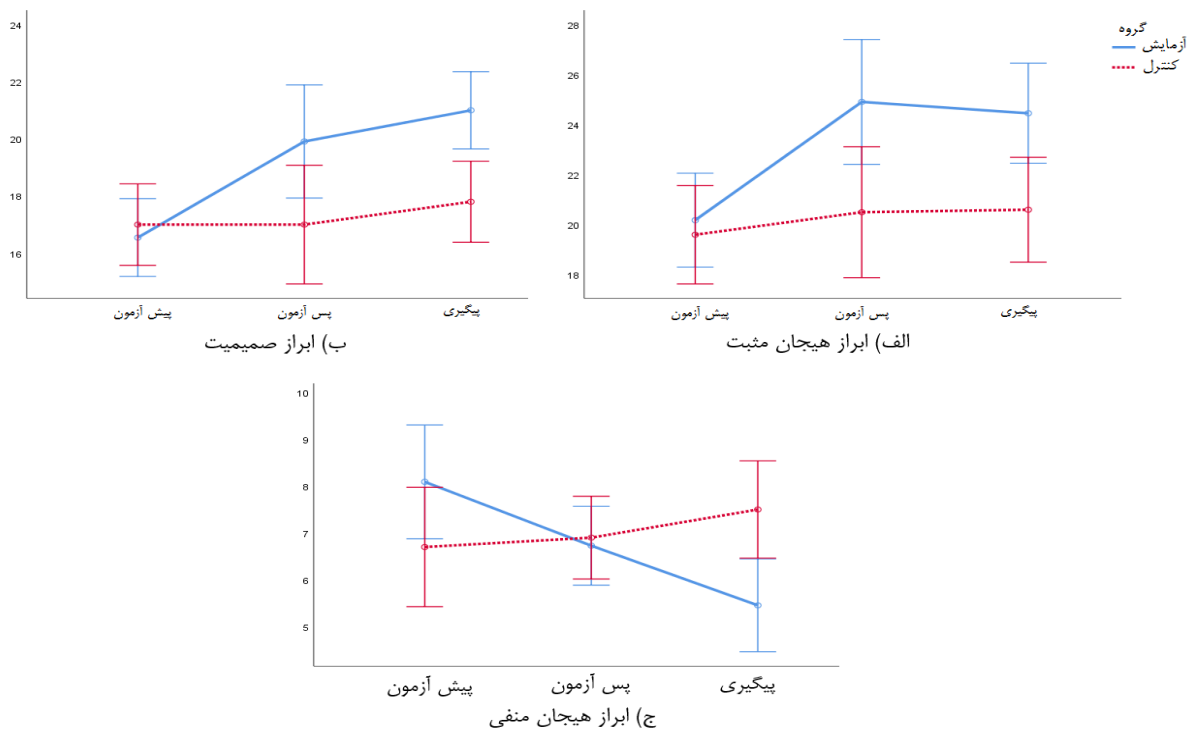 گروه
آزمایش
کنترل
28
26
24
22
20
18
پیش آزمون
پس آزمون
پیگیری
الف) ابراز هیجان مثبت
24
22
20
18
16
پیش آزمون
پس آزمون
پیگیری
ب) ابراز صمیمیت
10
9
8
7
6
5
پیش آزمون
پس آزمون
پیگیری
ج) ابراز هیجان منفی